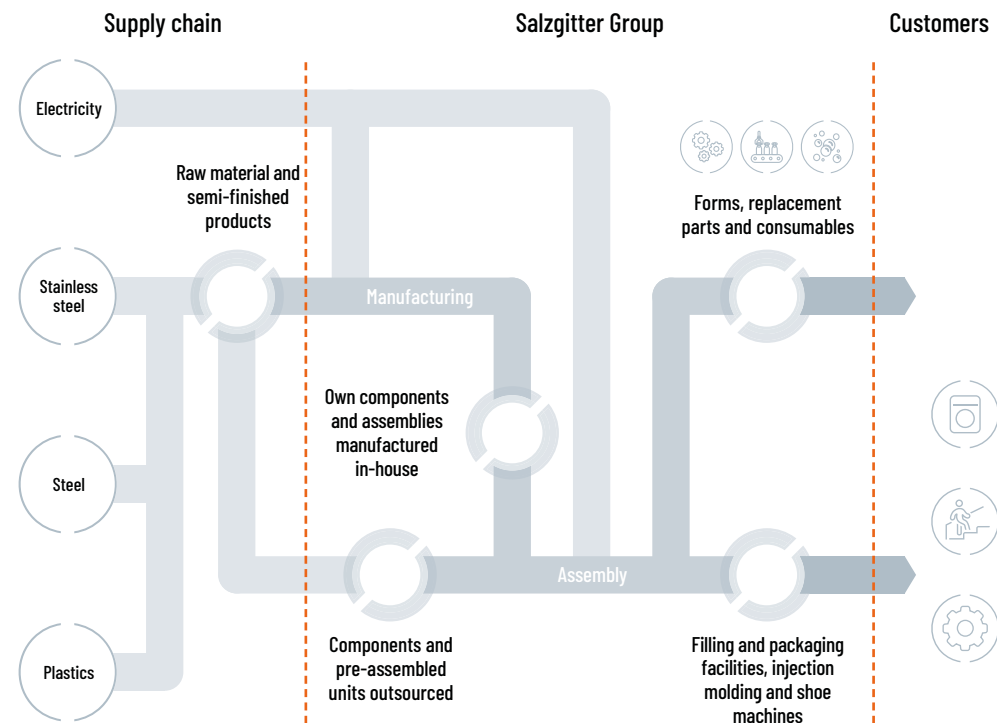 Supply chain
Salzgitter Group
Customers
Electricity
Raw material and
semi-finished
products
Forms, replacement
parts and consumables
Stainless
steel
Manufacturing
Own components
and assemblies
manufactured
in-house
Steel
Assembly
Components and
pre-assembled
units outsourced
Filling and packaging
facilities, injection
molding and shoe
machines
Plastics